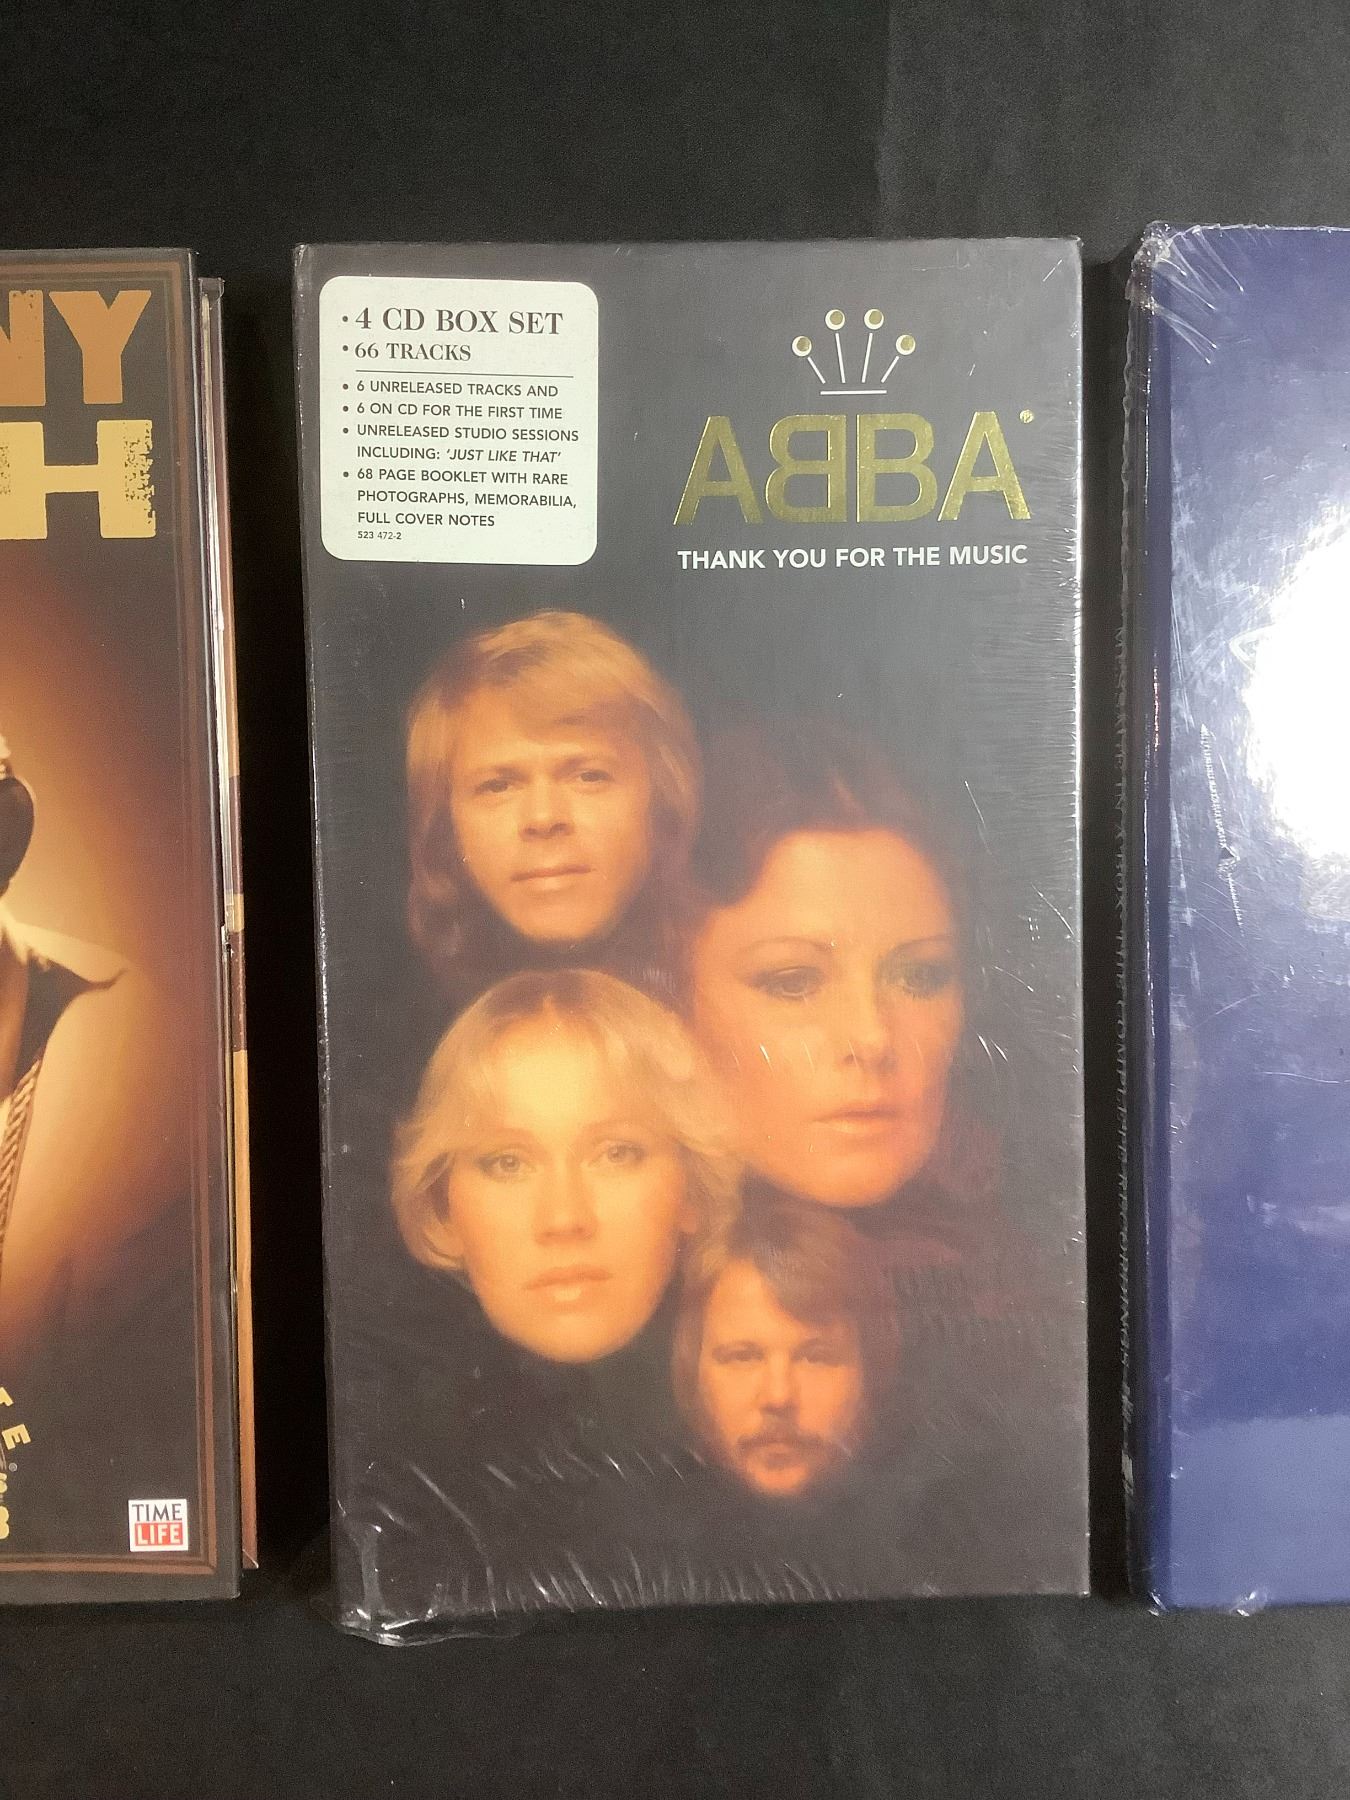 NY
H
TIME
LIFE
• 4 CD BOX SET
• 66 TRACKS
• 6 UNRELEASED TRACKS AND
• 6 ON CD FOR THE FIRST TIME
• UNRELEASED STUDIO SESSIONS
INCLUDING: 'JUST LIKE THAT'
• 68 PAGE BOOKLET WITH RARE
PHOTOGRAPHS, MEMORABILIA,
FULL COVER NOTES
523 472-2
ABBA®
THANK YOU FOR THE MUSIC